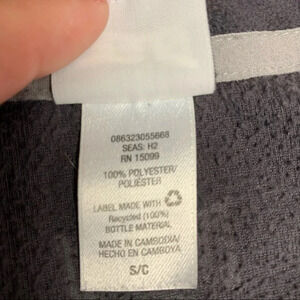 086323055668
SEAS: H2
RN 15099
100% POLYESTER/
POLIÉSTER
LABEL MADE WITH
Recycled (100%)
BOTTLE MATERIAL
MADE IN CAMBODIA/
HECHO EN CAMBOYA
S/C